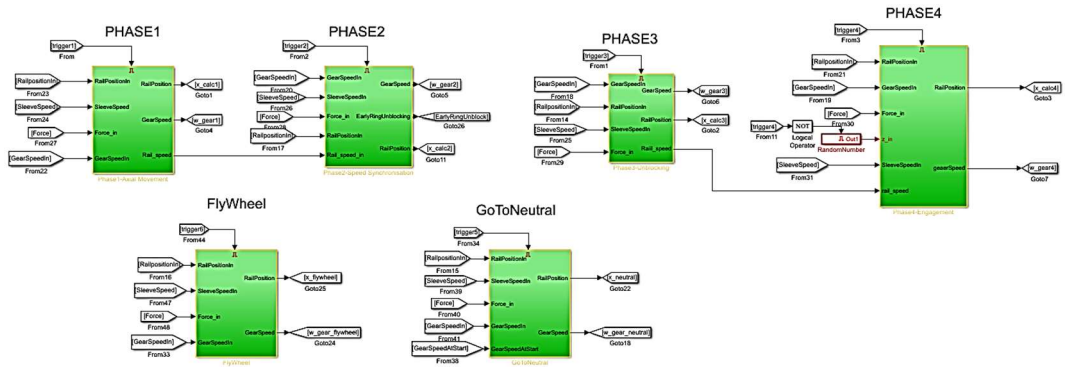 PHASE1
[trigger1]
From
[RailpositionIn]
From23
[SleeveSpeed]
From24
[Force]
From27
[GearSpeedIn]
From22
RailPositionIn
SleeveSpeed
Force_in
GearSpeedIn
RailPosition
GearSpeed
Rail_speed
[x_calc1]
Goto1
[w_gear1]
Goto4
Phase1-Axial Movement
PHASE2
[trigger2]
From2
[GearSpeedIn]
From20
[SleeveSpeed]
From26
[Force]
From28
[RailpositionIn]
From17
GearSpeedIn
SleeveSpeedIn
Force_in
RailPositionIn
Rail_speed_in
GearSpeed
EarlyRingUnblocking
RailPosition
[w_gear2]
Goto5
[EarlyRingUnblock]
Goto26
[x_calc2]
Goto11
Phase2-Speed Synchronisation
PHASE3
[trigger3]
From1
[GearSpeedIn]
From18
[RailpositionIn]
From14
[SleeveSpeed]
From25
[Force]
From29
GearSpeedIn
RailPositionIn
SleeveSpeedIn
Force_in
GearSpeed
RailPosition
Rail_speed
[w_gear3]
Goto6
[x_calc3]
Goto2
Phase3-Unblocking
PHASE4
[trigger4]
From3
[RailpositionIn]
From21
[GearSpeedIn]
From19
[Force]
From30
[trigger4]
From11
NOT
Logical
Operator
Out1
RandomNumber
[SleeveSpeed]
From31
RailPositionIn
GearSpeedIn
Force_in
z_in
SleeveSpeedIn
rail_speed
RailPosition
gearSpeed
[x_calc4]
Goto3
[w_gear4]
Goto7
Phase4-Engagement
FlyWheel
[trigger6]
From44
[RailpositionIn]
From16
[SleeveSpeed]
From47
[Force]
From48
[GearSpeedIn]
From33
RailPositionIn
SleeveSpeedIn
Force_in
GearSpeedIn
RailPosition
GearSpeed
[x_flywheel]
Goto25
[w_gear_flywheel]
Goto24
FlyWheel
GoToNeutral
[trigger5]
From34
[RailpositionIn]
From15
[SleeveSpeed]
From39
[Force]
From40
[GearSpeedIn]
From41
[GearSpeedAtStart]
From38
RailPositionIn
SleeveSpeedIn
Force_in
GearSpeedIn
GearSpeedAtStart
RailPosition
GearSpeed
[x_neutral]
Goto22
[w_gear_neutral]
Goto18
GoToNeutral